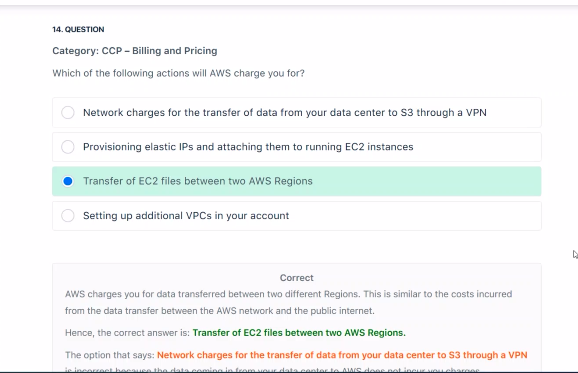 14. QUESTION
Category: CCP – Billing and Pricing
Which of the following actions will AWS charge you for?
Network charges for the transfer of data from your data center to S3 through a VPN
Provisioning elastic IPs and attaching them to running EC2 instances
Transfer of EC2 files between two AWS Regions
Setting up additional VPCs in your account
Correct
AWS charges you for data transferred between two different Regions. This is similar to the costs incurred
from the data transfer between the AWS network and the public internet.
Hence, the correct answer is: Transfer of EC2 files between two AWS Regions.
The option that says: Network charges for the transfer of data from your data center to S3 through a VPN
is incorrect because the data coming in from your data center to AWS does not incur you charges